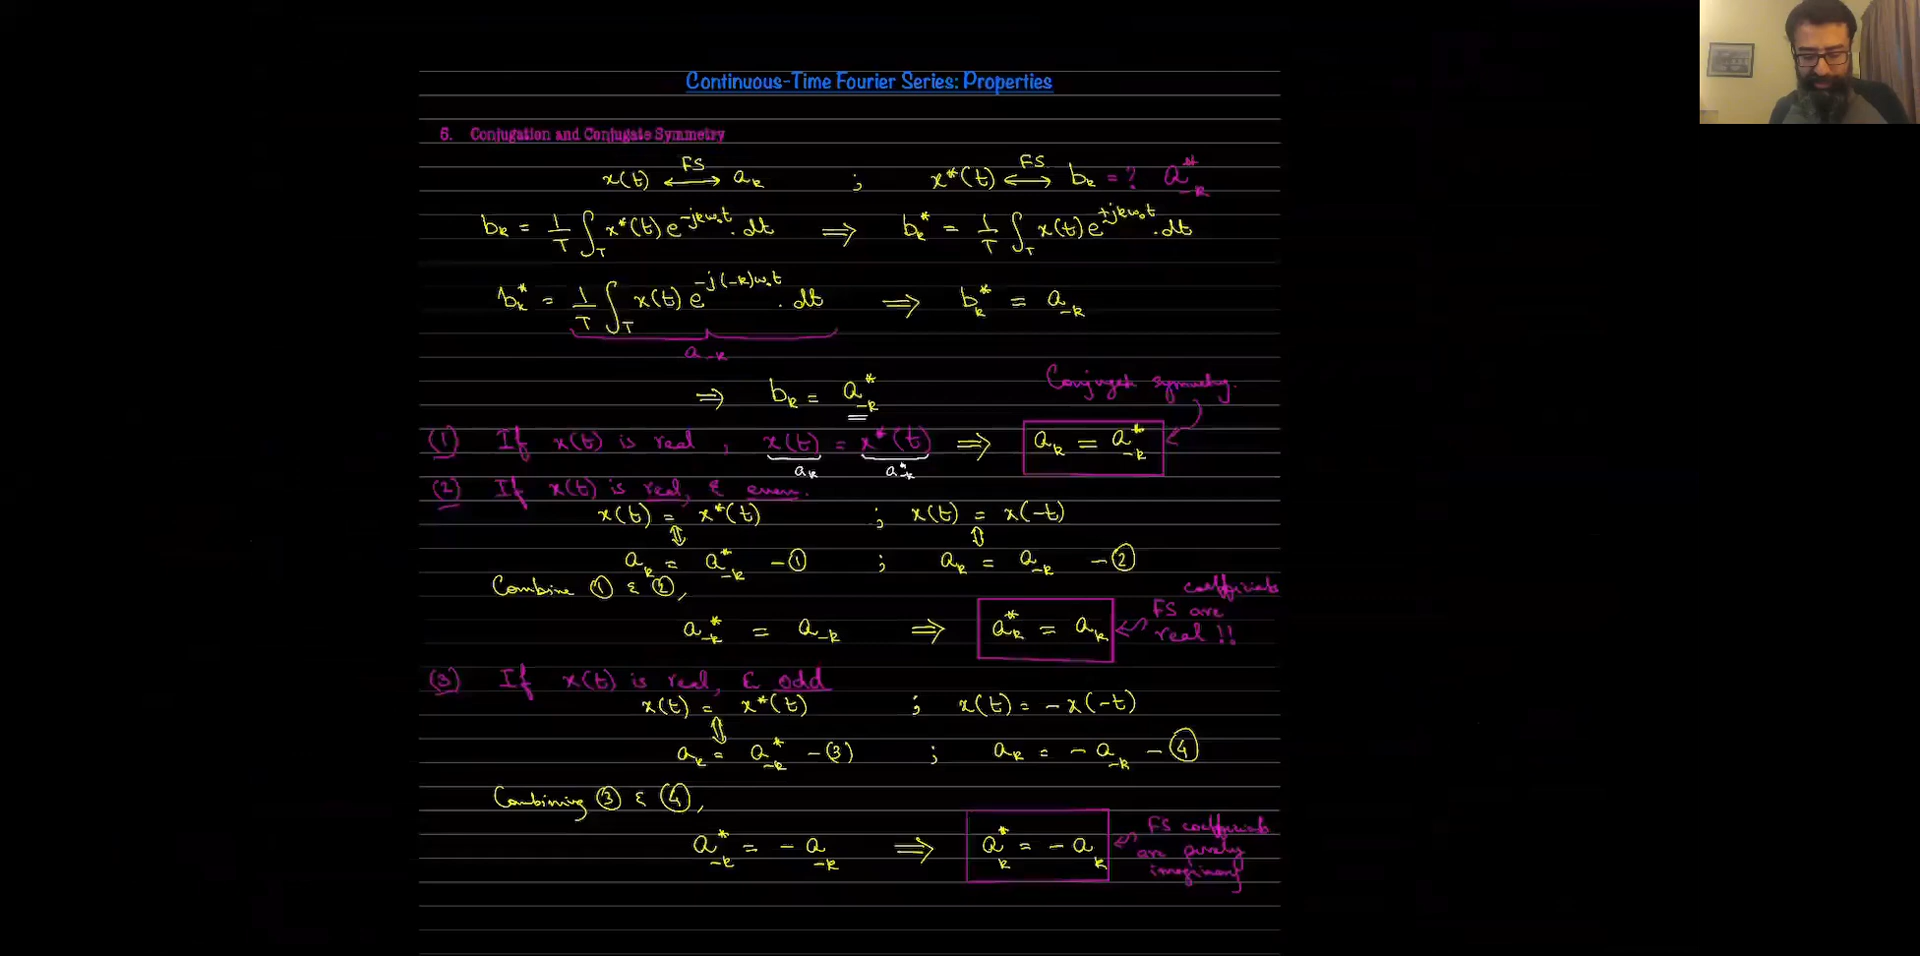 Continuous-Time Fourier Series: Properties
5. Conjugation and Conjugate Symmetry
x(t) ⟷ᶠˢ a_k ; x*(t) ⟷ᶠˢ b_k = ? a*_{-k}
b_k = 1/T ∫_T x*(t) e^{-jkω₀t} . dt ⟹ b_k* = 1/T ∫_T x(t) e^{+jkω₀t} . dt
b_k* = 1/T ∫_T x(t) e^{-j(-k)ω₀t} . dt ⟹ b_k* = a_{-k}
a_{-k}
Conjugate symmetry.
⟹ b_k = a*_{-k}
(1) If x(t) is real, x(t) = x*(t) ⟹ a_k = a*_{-k}
a_k a*_{-k}
(2) If x(t) is real, & even.
x(t) = x*(t) ; x(t) = x(-t)
⇕ ⇕
a_k = a*_{-k} - ① ; a_k = a_{-k} - ②
Combine ① & ②,
a*_{-k} = a_{-k} ⟹ a*_k = a_k
coefficients
FS are
real !!
(3) If x(t) is real, & odd
x(t) = x*(t) ; x(t) = - x(-t)
⇕
a_k = a*_{-k} - (3) ; a_k = - a_{-k} - ④
Combining ③ & ④,
a*_{-k} = - a_{-k} ⟹ a*_k = - a_k
FS coefficients
are purely
imaginary